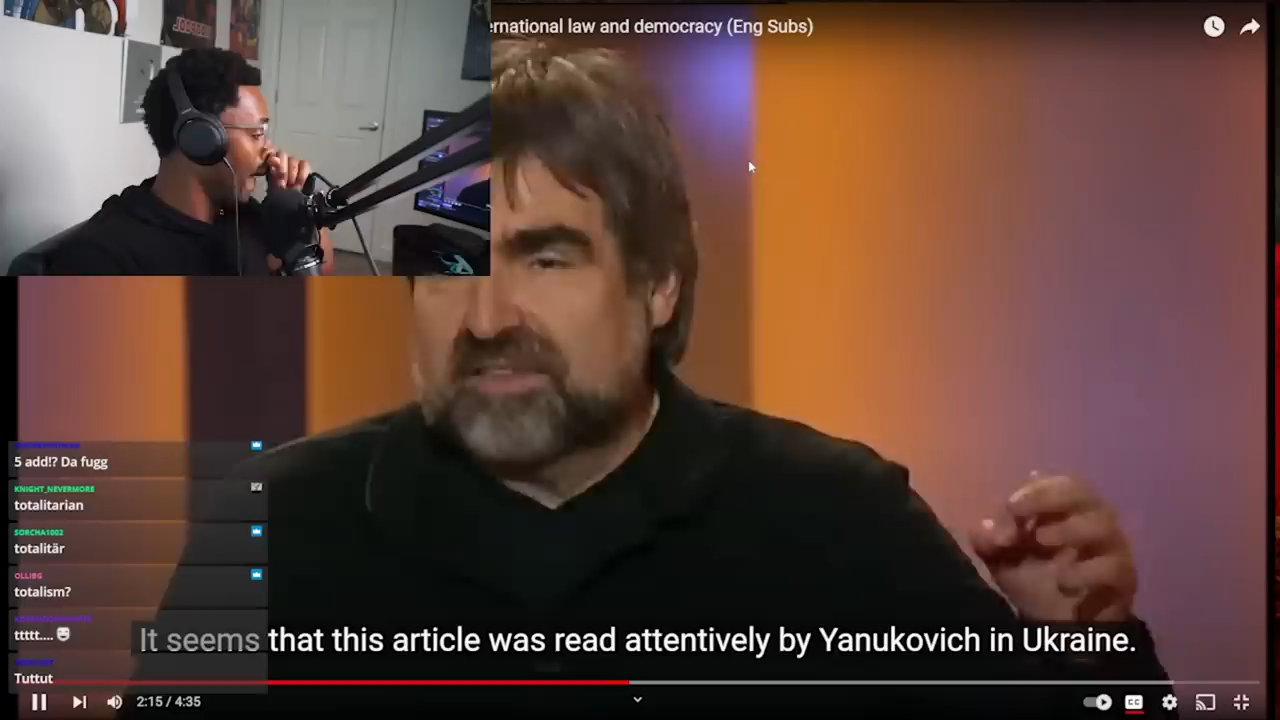 ernational law and democracy (Eng Subs)
5 add!? Da fugg
KNIGHT_NEVERMORE
totalitarian
SORCHA1002
totalitär
OLLIBG
totalism?
ttttt....
Tuttut
It seems that this article was read attentively by Yanukovich in Ukraine.
2:15 / 4:35
CC